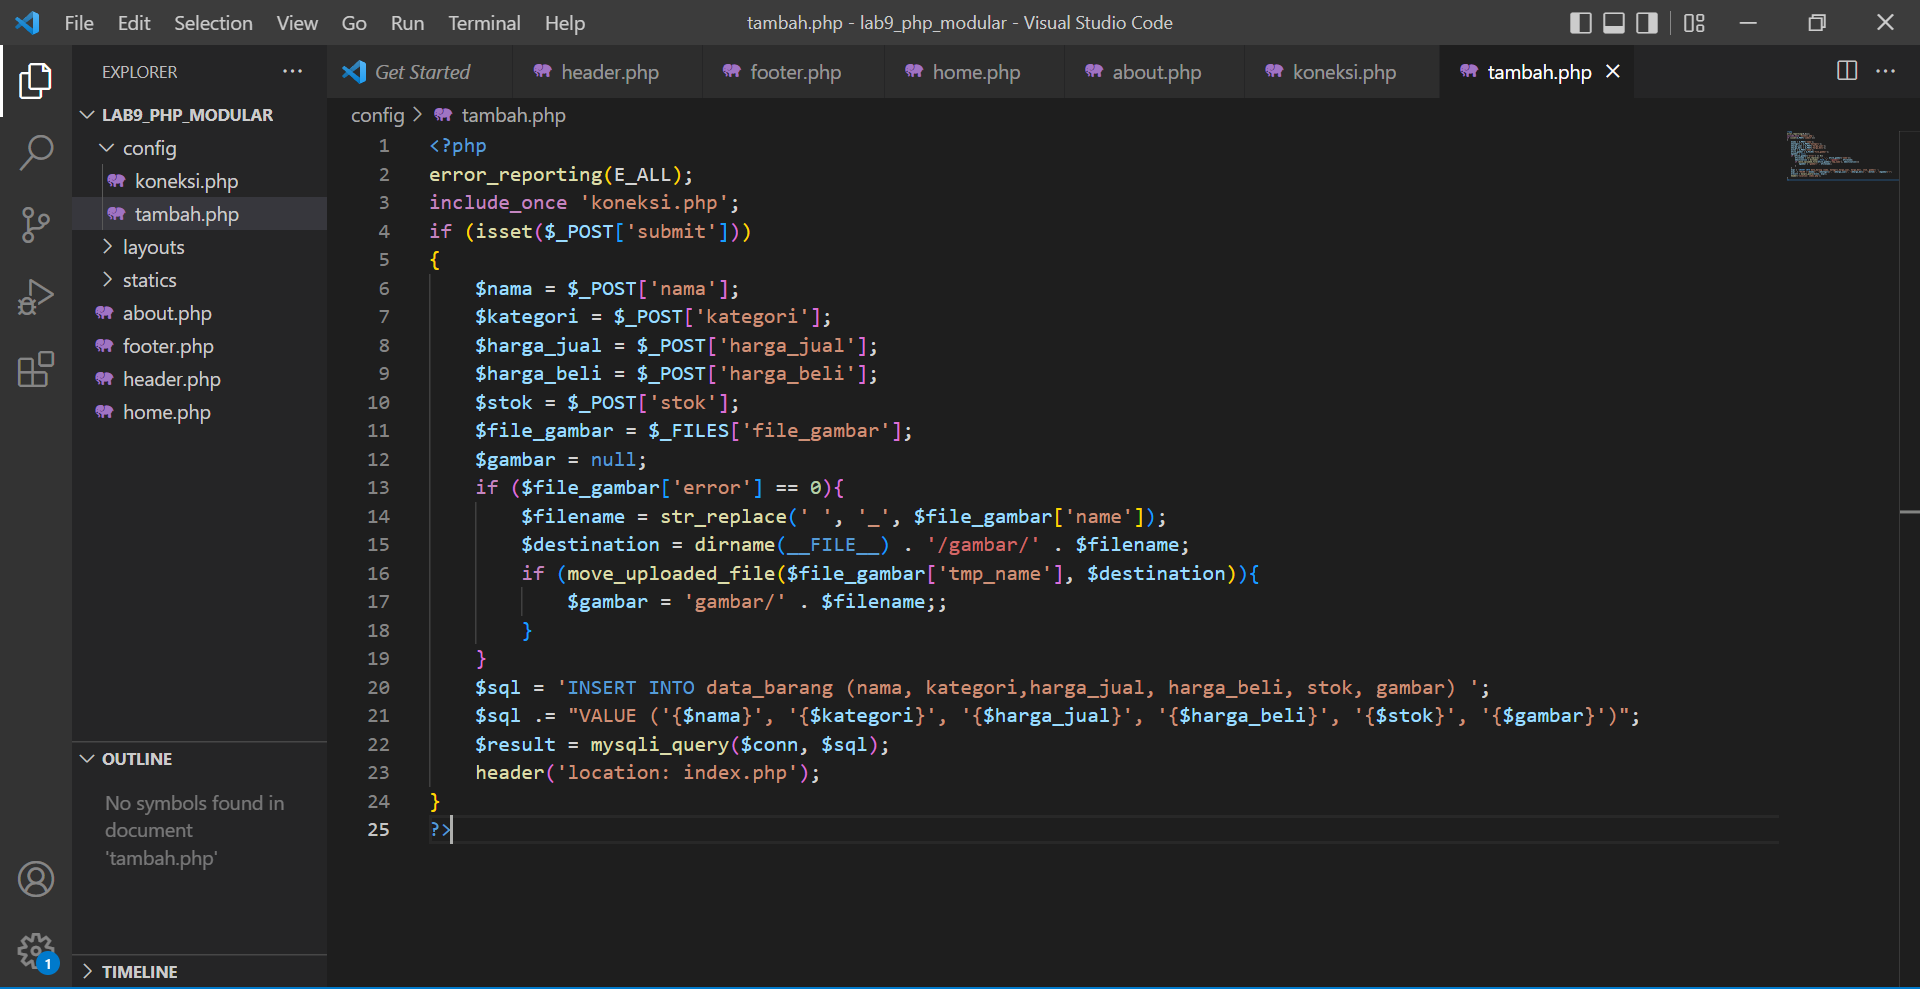 File Edit Selection View Go Run Terminal Help
tambah.php - lab9_php_modular - Visual Studio Code
EXPLORER
LAB9_PHP_MODULAR
config
koneksi.php
tambah.php
layouts
statics
about.php
footer.php
header.php
home.php
OUTLINE
No symbols found in
document
'tambah.php'
TIMELINE
1
Get Started header.php footer.php home.php about.php koneksi.php tambah.php
config > tambah.php
1 <?php
2 error_reporting(E_ALL);
3 include_once 'koneksi.php';
4 if (isset($_POST['submit']))
5 {
6     $nama = $_POST['nama'];
7     $kategori = $_POST['kategori'];
8     $harga_jual = $_POST['harga_jual'];
9     $harga_beli = $_POST['harga_beli'];
10     $stok = $_POST['stok'];
11     $file_gambar = $_FILES['file_gambar'];
12     $gambar = null;
13     if ($file_gambar['error'] == 0){
14         $filename = str_replace(' ', '_', $file_gambar['name']);
15         $destination = dirname(__FILE__) . '/gambar/' . $filename;
16         if (move_uploaded_file($file_gambar['tmp_name'], $destination)){
17             $gambar = 'gambar/' . $filename;;
18         }
19     }
20     $sql = 'INSERT INTO data_barang (nama, kategori,harga_jual, harga_beli, stok, gambar) ';
21     $sql .= "VALUE ('{$nama}', '{$kategori}', '{$harga_jual}', '{$harga_beli}', '{$stok}', '{$gambar}')";
22     $result = mysqli_query($conn, $sql);
23     header('location: index.php');
24 }
25 ?>